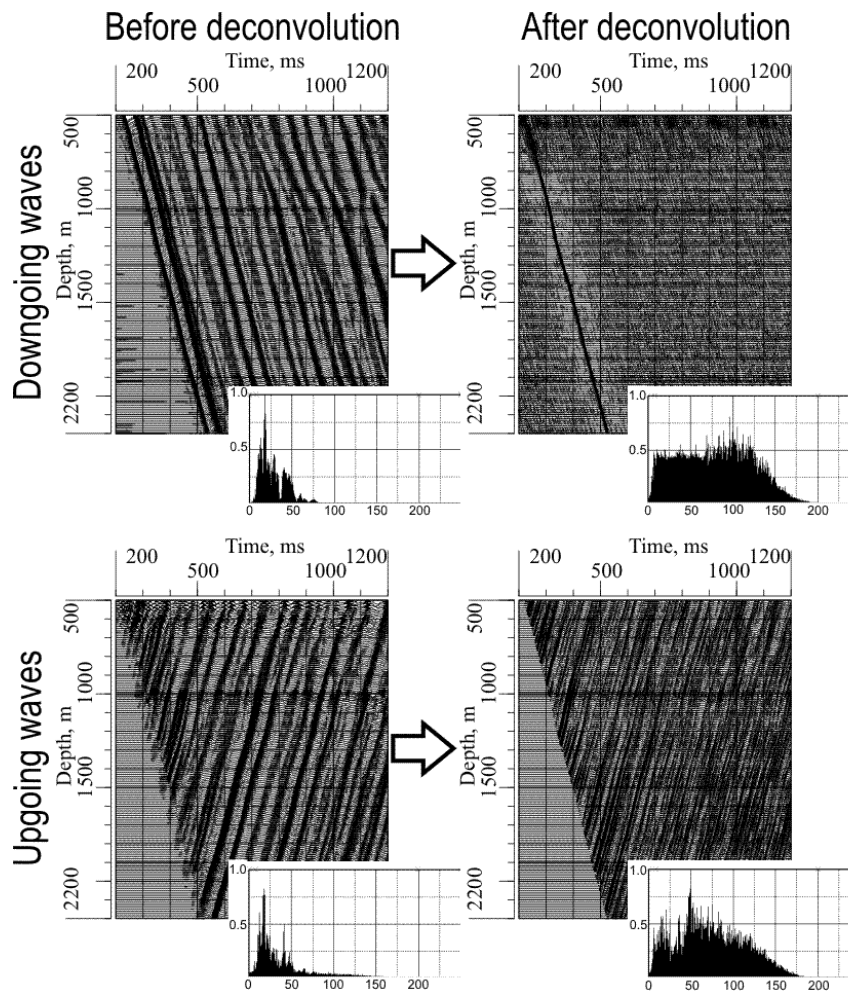 Before deconvolution
After deconvolution
Time, ms
200 1000 1200
500
Time, ms
200 1000 1200
500
Downgoing waves
Depth, m
500
1000
1500
2200
Depth, m
500
1000
1500
2200
1.0
0.5
0 50 100 150 200
1.0
0.5
0 50 100 150 200
Time, ms
200 1000 1200
500
Time, ms
200 1000 1200
500
Upgoing waves
Depth, m
500
1000
1500
2200
Depth, m
500
1000
1500
2200
1.0
0.5
0 50 100 150 200
1.0
0.5
0 50 100 150 200